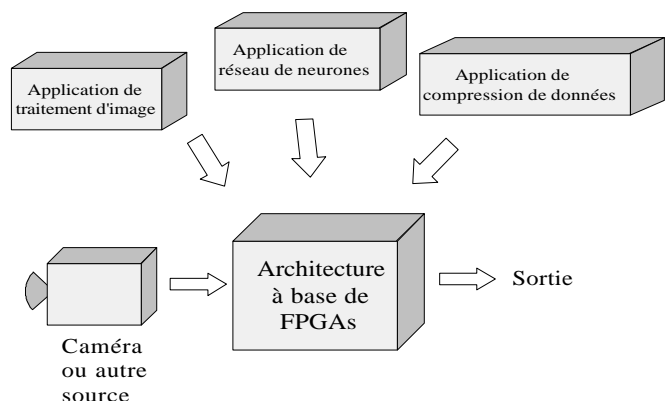 Application de
traitement d'image
Application de
réseau de neurones
Application de
compression de données
Architecture
à base de
FPGAs
Sortie
Caméra
ou autre
source